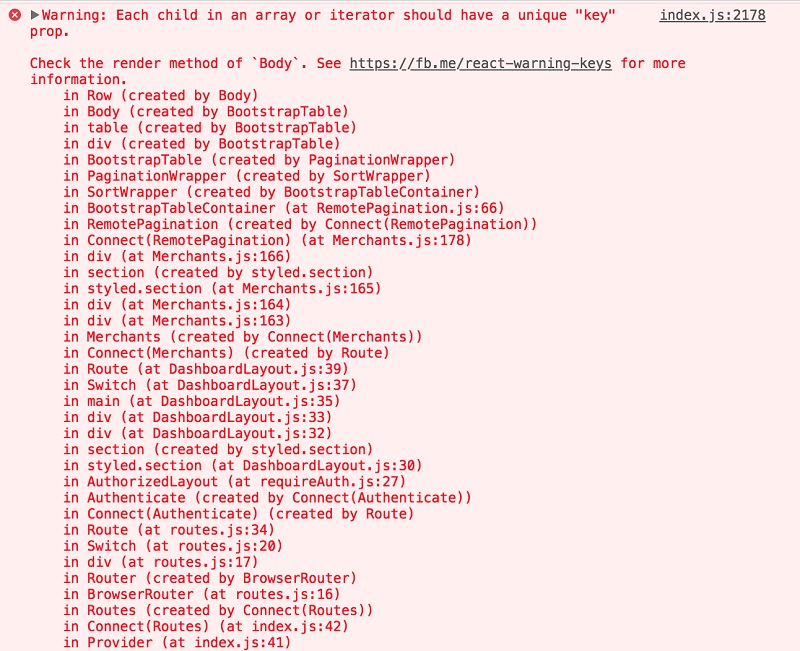 Warning: Each child in an array or iterator should have a unique "key" index.js:2178
prop.
Check the render method of `Body`. See https://fb.me/react-warning-keys for more
information.
in Row (created by Body)
in Body (created by BootstrapTable)
in table (created by BootstrapTable)
in div (created by BootstrapTable)
in BootstrapTable (created by PaginationWrapper)
in PaginationWrapper (created by SortWrapper)
in SortWrapper (created by BootstrapTableContainer)
in BootstrapTableContainer (at RemotePagination.js:66)
in RemotePagination (created by Connect(RemotePagination))
in Connect(RemotePagination) (at Merchants.js:178)
in div (at Merchants.js:166)
in section (created by styled.section)
in styled.section (at Merchants.js:165)
in div (at Merchants.js:164)
in div (at Merchants.js:163)
in Merchants (created by Connect(Merchants))
in Connect(Merchants) (created by Route)
in Route (at DashboardLayout.js:39)
in Switch (at DashboardLayout.js:37)
in main (at DashboardLayout.js:35)
in div (at DashboardLayout.js:33)
in div (at DashboardLayout.js:32)
in section (created by styled.section)
in styled.section (at DashboardLayout.js:30)
in AuthorizedLayout (at requireAuth.js:27)
in Authenticate (created by Connect(Authenticate))
in Connect(Authenticate) (created by Route)
in Route (at routes.js:34)
in Switch (at routes.js:20)
in div (at routes.js:17)
in Router (created by BrowserRouter)
in BrowserRouter (at routes.js:16)
in Routes (created by Connect(Routes))
in Connect(Routes) (at index.js:42)
in Provider (at index.js:41)